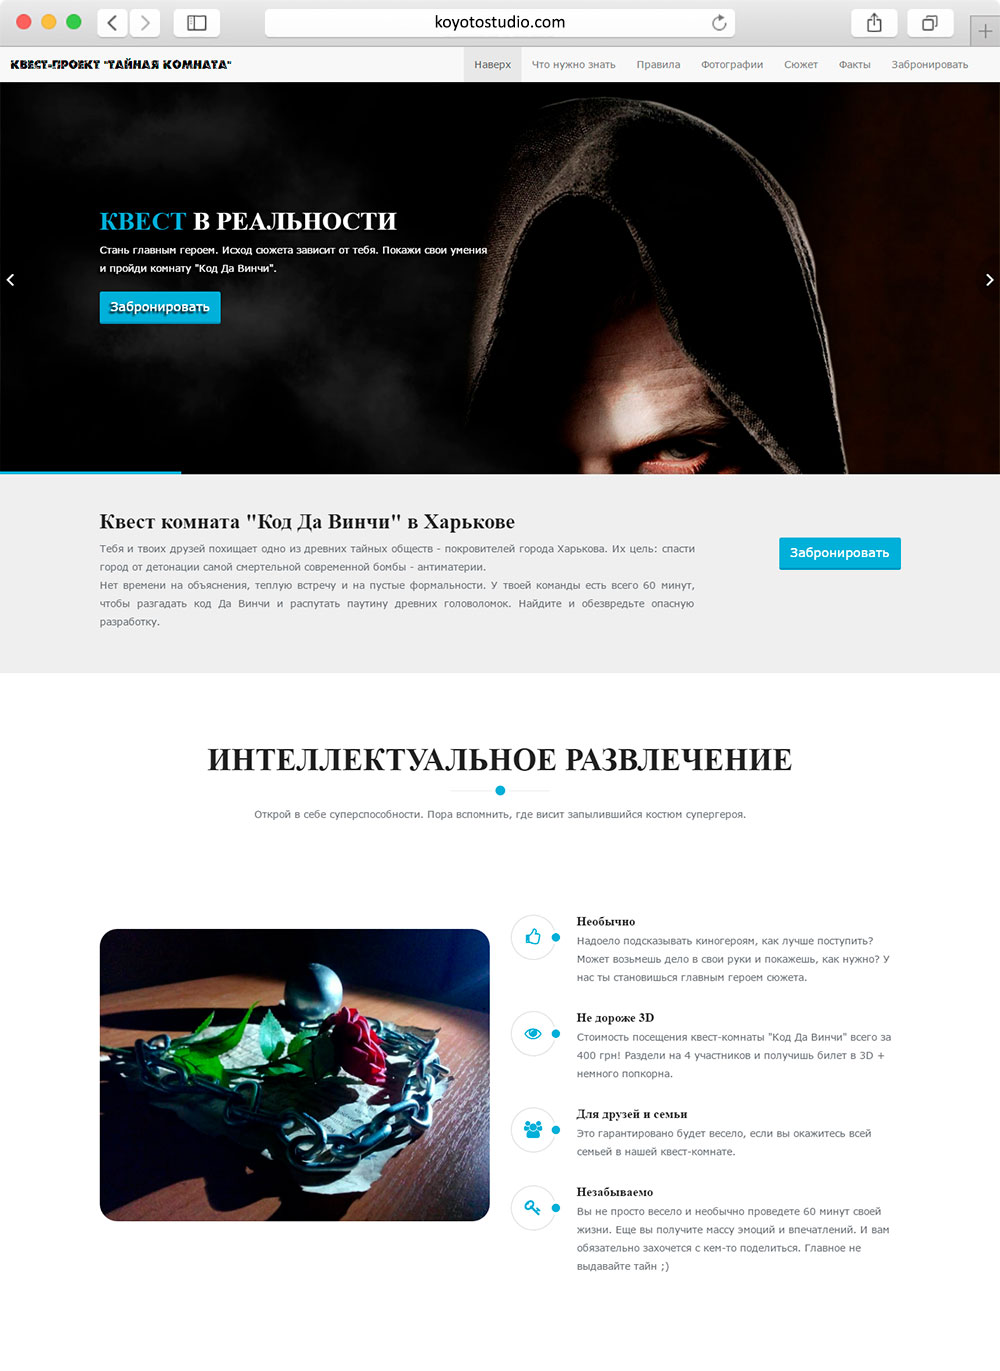 koyotostudio.com
КВЕСТ-ПРОЕКТ "ТАЙНАЯ КОМНАТА"
Наверх Что нужно знать Правила Фотографии Сюжет Факты Забронировать
КВЕСТ В РЕАЛЬНОСТИ
Стань главным героем. Исход сюжета зависит от тебя. Покажи свои умения
и пройди комнату "Код Да Винчи".
Забронировать
Квест комната "Код Да Винчи" в Харькове
Тебя и твоих друзей похищает одно из древних тайных обществ - покровителей города Харькова. Их цель: спасти
город от детонации самой смертельной современной бомбы - антиматерии.
Нет времени на объяснения, теплую встречу и на пустые формальности. У твоей команды есть всего 60 минут,
чтобы разгадать код Да Винчи и распутать паутину древних головоломок. Найдите и обезвредьте опасную
разработку.
Забронировать
ИНТЕЛЛЕКТУАЛЬНОЕ РАЗВЛЕЧЕНИЕ
Открой в себе суперспособности. Пора вспомнить, где висит запылившийся костюм супергероя.
Необычно
Надоело подсказывать киногероям, как лучше поступить?
Может возьмешь дело в свои руки и покажешь, как нужно? У
нас ты становишься главным героем сюжета.
Не дороже 3D
Стоимость посещения квест-комнаты "Код Да Винчи" всего за
400 грн! Раздели на 4 участников и получишь билет в 3D +
немного попкорна.
Для друзей и семьи
Это гарантировано будет весело, если вы окажитесь всей
семьей в нашей квест-комнате.
Незабываемо
Вы не просто весело и необычно проведете 60 минут своей
жизни. Еще вы получите массу эмоций и впечатлений. И вам
обязательно захочется с кем-то поделиться. Главное не
выдавайте тайн ;)